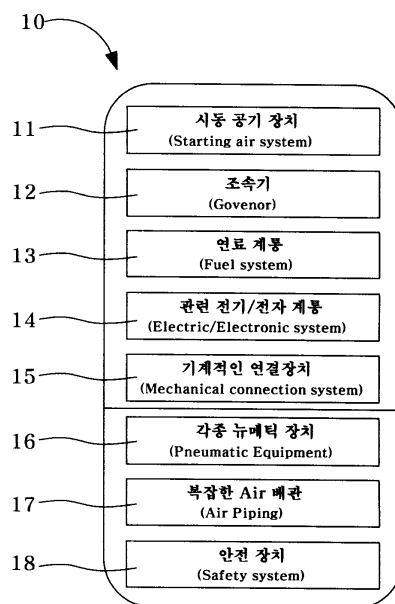 10
11
시동 공기 장치
(Starting air system)
12
조속기
(Govenor)
13
연료 계통
(Fuel system)
14
관련 전기/전자 계통
(Electric/Electronic system)
15
기계적인 연결장치
(Mechanical connection system)
16
각종 뉴메틱 장치
(Pneumatic Equipment)
17
복잡한 Air 배관
(Air Piping)
18
안전 장치
(Safety system)